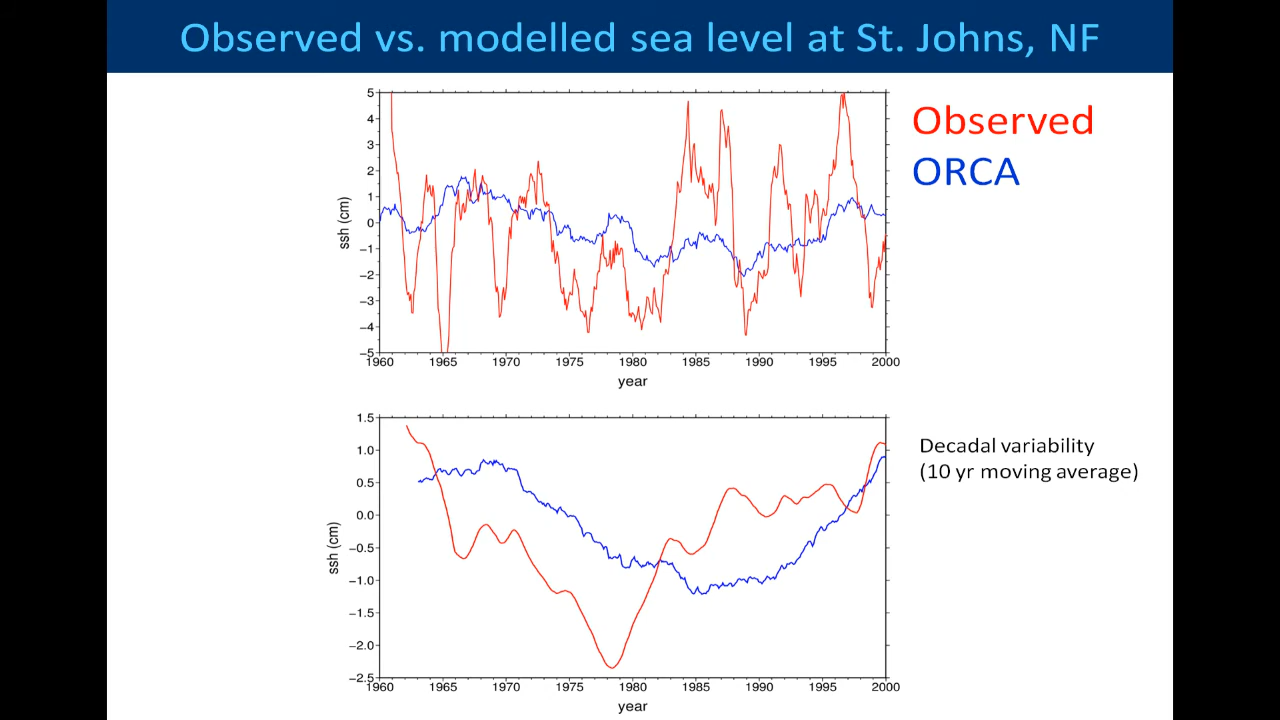 Observed vs. modelled sea level at St. Johns, NF
5
4
3
2
1
0
−1
−2
−3
−4
−5
ssh (cm)
1960 1965 1970 1975 1980 1985 1990 1995 2000
year
Observed
ORCA
1.5
1.0
0.5
0.0
−0.5
−1.0
−1.5
−2.0
−2.5
ssh (cm)
1960 1965 1970 1975 1980 1985 1990 1995 2000
year
Decadal variability
(10 yr moving average)